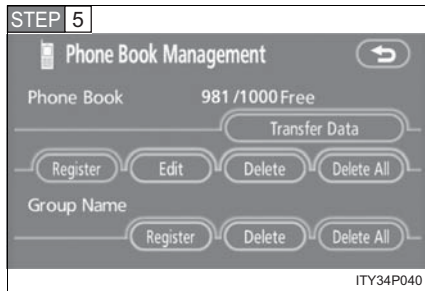 STEP 5
Phone Book Management
Phone Book 981/1000 Free
Transfer Data
Register Edit Delete Delete All
Group Name
Register Delete Delete All
ITY34P040